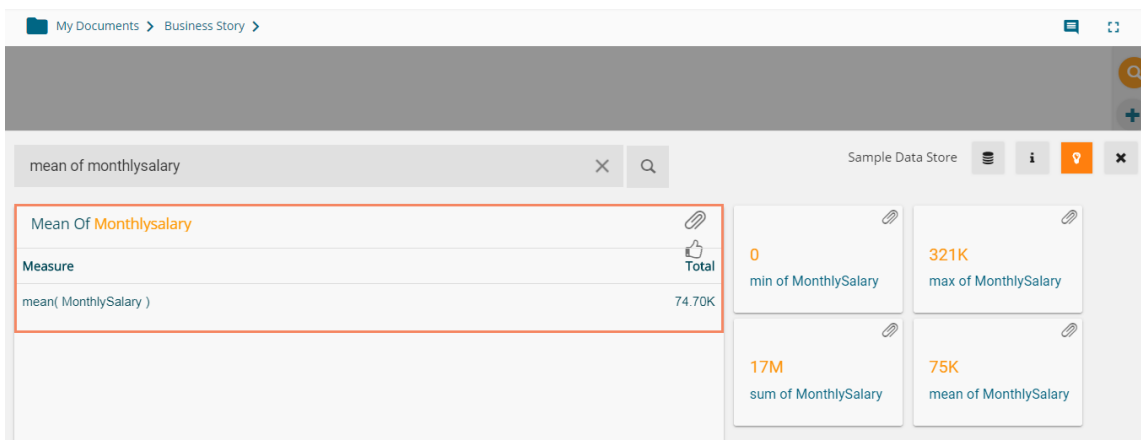 My Documents > Business Story >
mean of monthlysalary
Sample Data Store
Mean Of Monthlysalary
Measure Total
mean( MonthlySalary ) 74.70K
0
min of MonthlySalary
321K
max of MonthlySalary
17M
sum of MonthlySalary
75K
mean of MonthlySalary